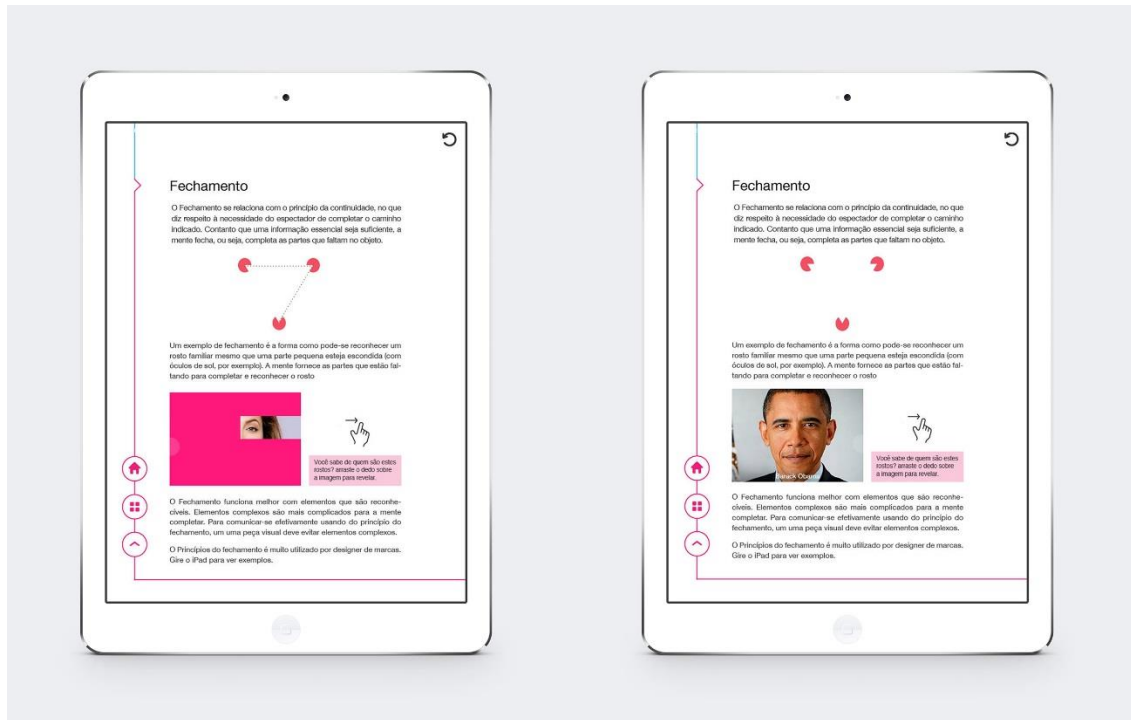 Fechamento
O Fechamento se relaciona com o princípio da continuidade, no que
diz respeito à necessidade do espectador de completar o caminho
indicado. Contanto que uma informação essencial seja suficiente, a
mente fecha, ou seja, completa as partes que faltam no objeto.
Um exemplo de fechamento é a forma como pode-se reconhecer um
rosto familiar mesmo que uma parte pequena esteja escondida (com
óculos de sol, por exemplo). A mente fornece as partes que estão fal-
tando para completar e reconhecer o rosto
Você sabe de quem são estes
rostos? arraste o dedo sobre
a imagem para revelar.
O Fechamento funciona melhor com elementos que são reconhe-
cíveis. Elementos complexos são mais complicados para a mente
completar. Para comunicar-se efetivamente usando do princípio do
fechamento, um uma peça visual deve evitar elementos complexos.
O Princípios do fechamento é muito utilizado por designer de marcas.
Gire o iPad para ver exemplos.
Fechamento
O Fechamento se relaciona com o princípio da continuidade, no que
diz respeito à necessidade do espectador de completar o caminho
indicado. Contanto que uma informação essencial seja suficiente, a
mente fecha, ou seja, completa as partes que faltam no objeto.
Um exemplo de fechamento é a forma como pode-se reconhecer um
rosto familiar mesmo que uma parte pequena esteja escondida (com
óculos de sol, por exemplo). A mente fornece as partes que estão fal-
tando para completar e reconhecer o rosto
Barack Obama
Você sabe de quem são estes
rostos? arraste o dedo sobre
a imagem para revelar.
O Fechamento funciona melhor com elementos que são reconhe-
cíveis. Elementos complexos são mais complicados para a mente
completar. Para comunicar-se efetivamente usando do princípio do
fechamento, um uma peça visual deve evitar elementos complexos.
O Princípios do fechamento é muito utilizado por designer de marcas.
Gire o iPad para ver exemplos.